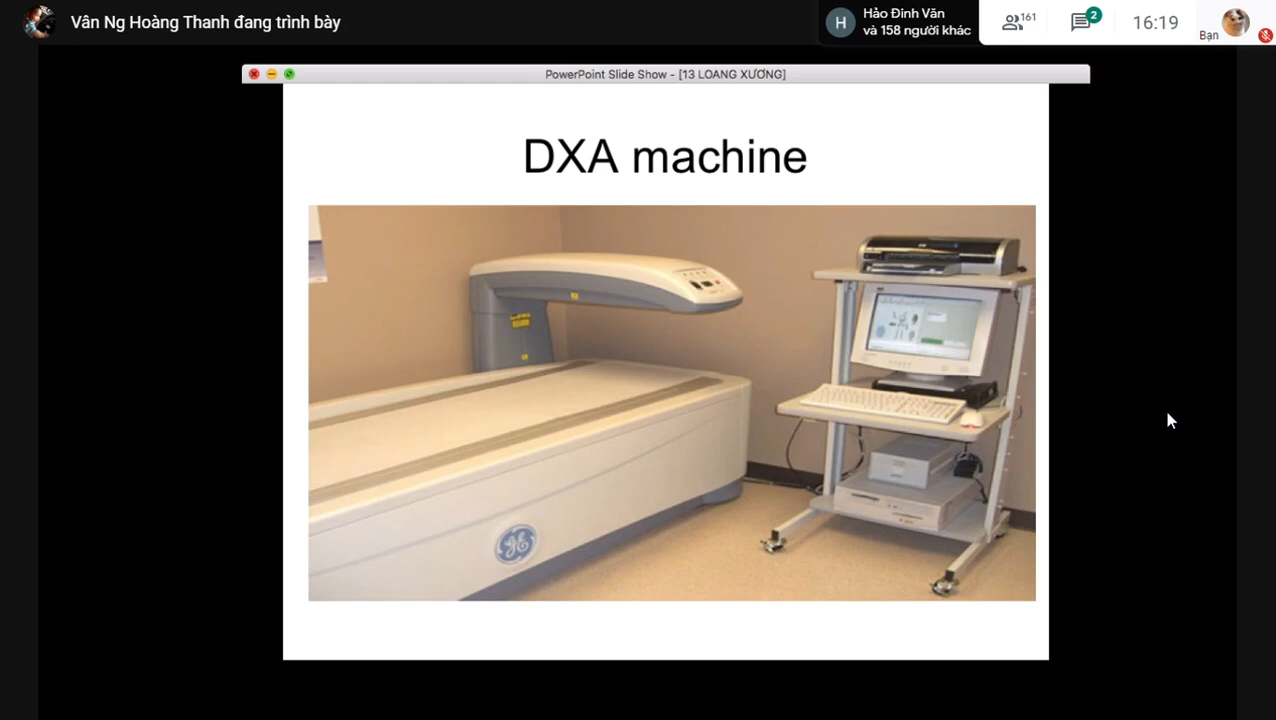 Vân Ng Hoàng Thanh đang trình bày
H
Hảo Đinh Văn
và 158 người khác
161
2
16:19
Bạn
PowerPoint Slide Show - [13 LOANG XƯƠNG]
DXA machine
GE